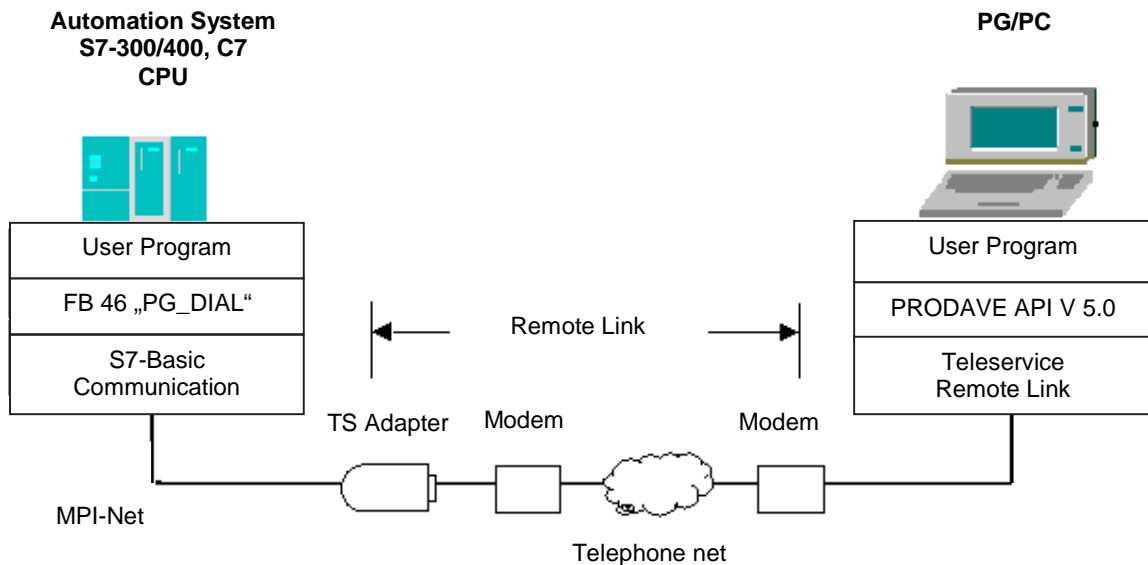 Automation System
S7-300/400, C7
CPU
PG/PC
User Program
FB 46 „PG_DIAL“
S7-Basic
Communication
Remote Link
User Program
PRODAVE API V 5.0
Teleservice
Remote Link
TS Adapter
Modem
Modem
MPI-Net
Telephone net